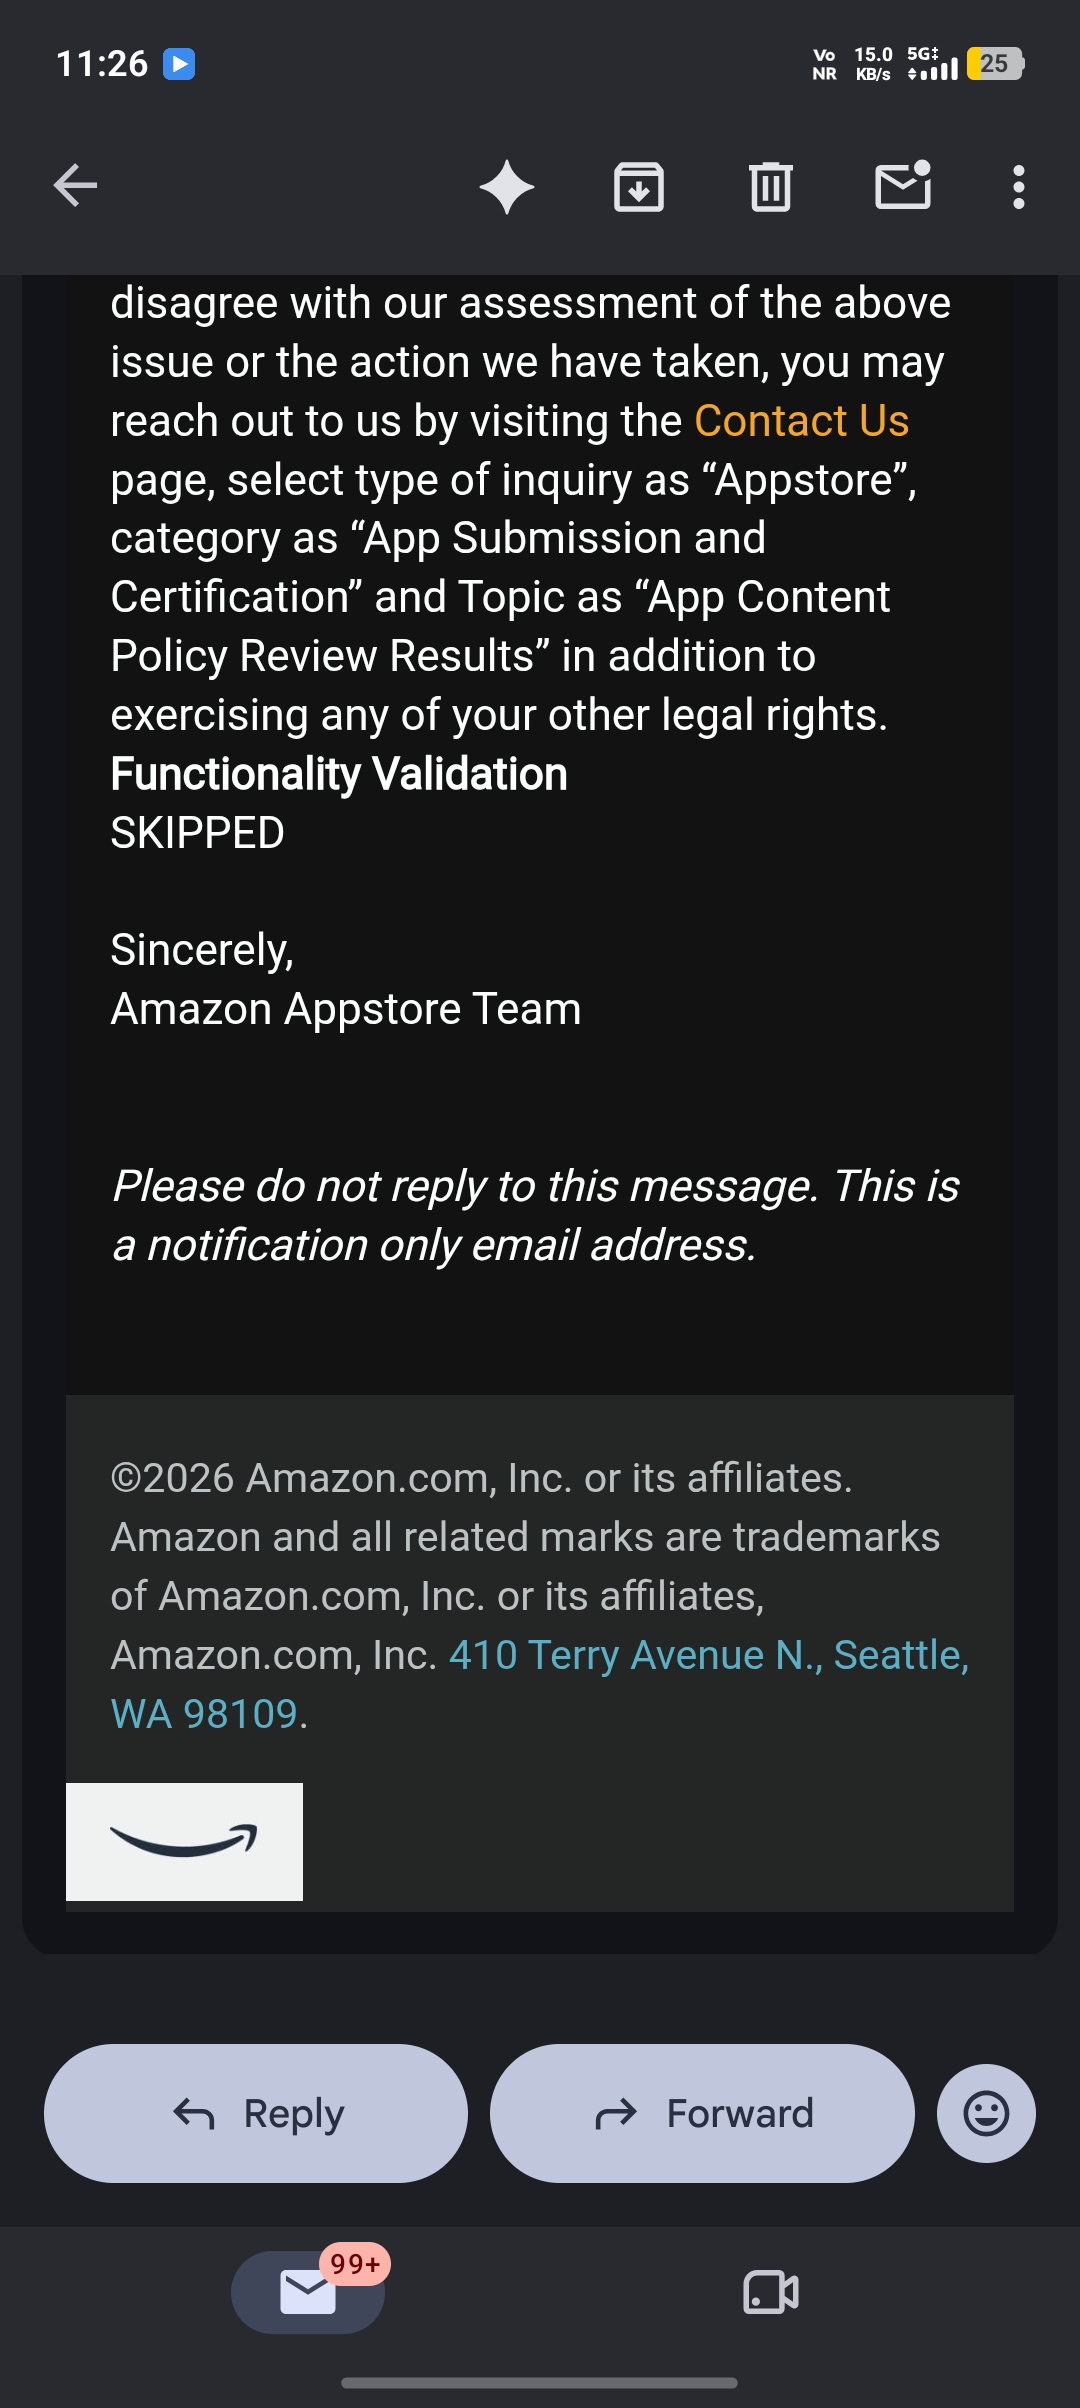 11:26
Vo NR 15.0 KB/s 5G‡ 25
disagree with our assessment of the above
issue or the action we have taken, you may
reach out to us by visiting the Contact Us
page, select type of inquiry as “Appstore”,
category as “App Submission and
Certification” and Topic as “App Content
Policy Review Results” in addition to
exercising any of your other legal rights.
Functionality Validation
SKIPPED
Sincerely,
Amazon Appstore Team
Please do not reply to this message. This is
a notification only email address.
©2026 Amazon.com, Inc. or its affiliates.
Amazon and all related marks are trademarks
of Amazon.com, Inc. or its affiliates,
Amazon.com, Inc. 410 Terry Avenue N., Seattle,
WA 98109.
Reply
Forward
99+